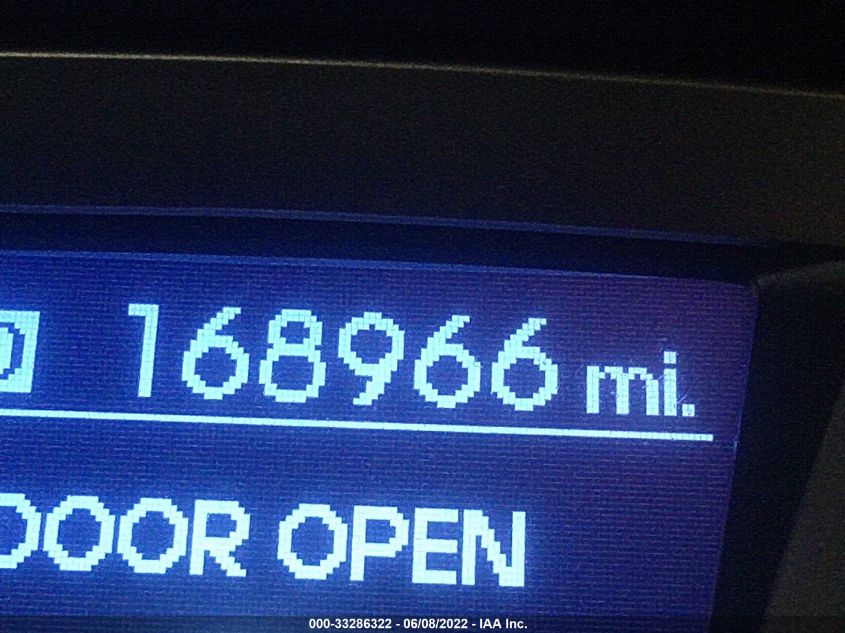 168966 mi.
DOOR OPEN
000-33286322 - 06/08/2022 - IAA Inc.